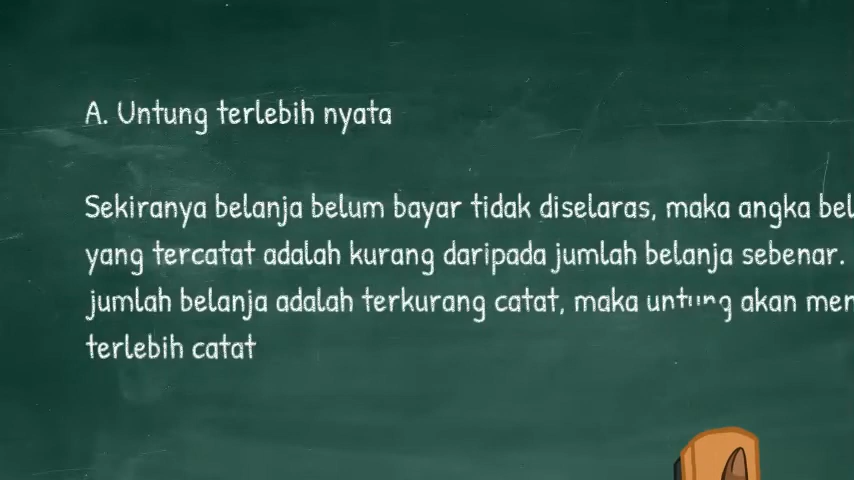 A. Untung terlebih nyata
Sekiranya belanja belum bayar tidak diselaras, maka angka
yang tercatat adalah kurang daripada jumlah belanja sebenar.
jumlah belanja adalah terkurang catat, maka untung akan
terlebih catat